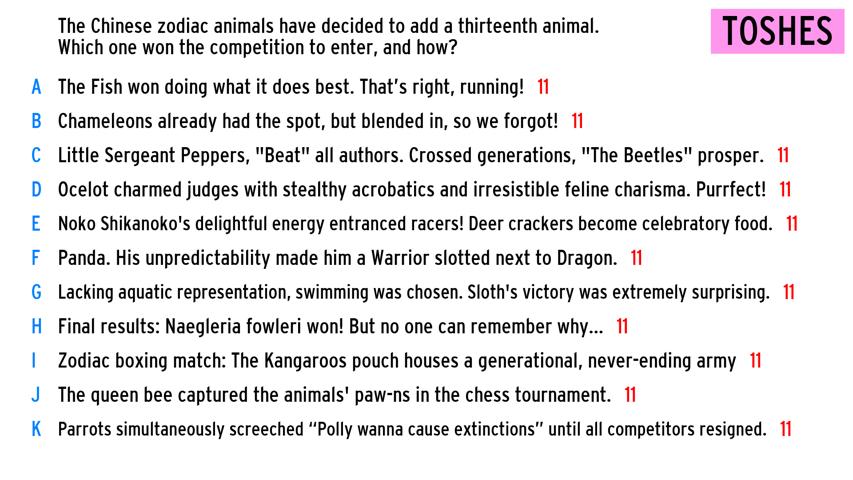 The Chinese zodiac animals have decided to add a thirteenth animal.
Which one won the competition to enter, and how?
TOSHES
A The Fish won doing what it does best. That’s right, running! 11
B Chameleons already had the spot, but blended in, so we forgot! 11
C Little Sergeant Peppers, "Beat" all authors. Crossed generations, "The Beetles" prosper. 11
D Ocelot charmed judges with stealthy acrobatics and irresistible feline charisma. Purrfect! 11
E Noko Shikanoko's delightful energy entranced racers! Deer crackers become celebratory food. 11
F Panda. His unpredictability made him a Warrior slotted next to Dragon. 11
G Lacking aquatic representation, swimming was chosen. Sloth's victory was extremely surprising. 11
H Final results: Naegleria fowleri won! But no one can remember why... 11
I Zodiac boxing match: The Kangaroos pouch houses a generational, never-ending army 11
J The queen bee captured the animals' paw-ns in the chess tournament. 11
K Parrots simultaneously screeched “Polly wanna cause extinctions” until all competitors resigned. 11